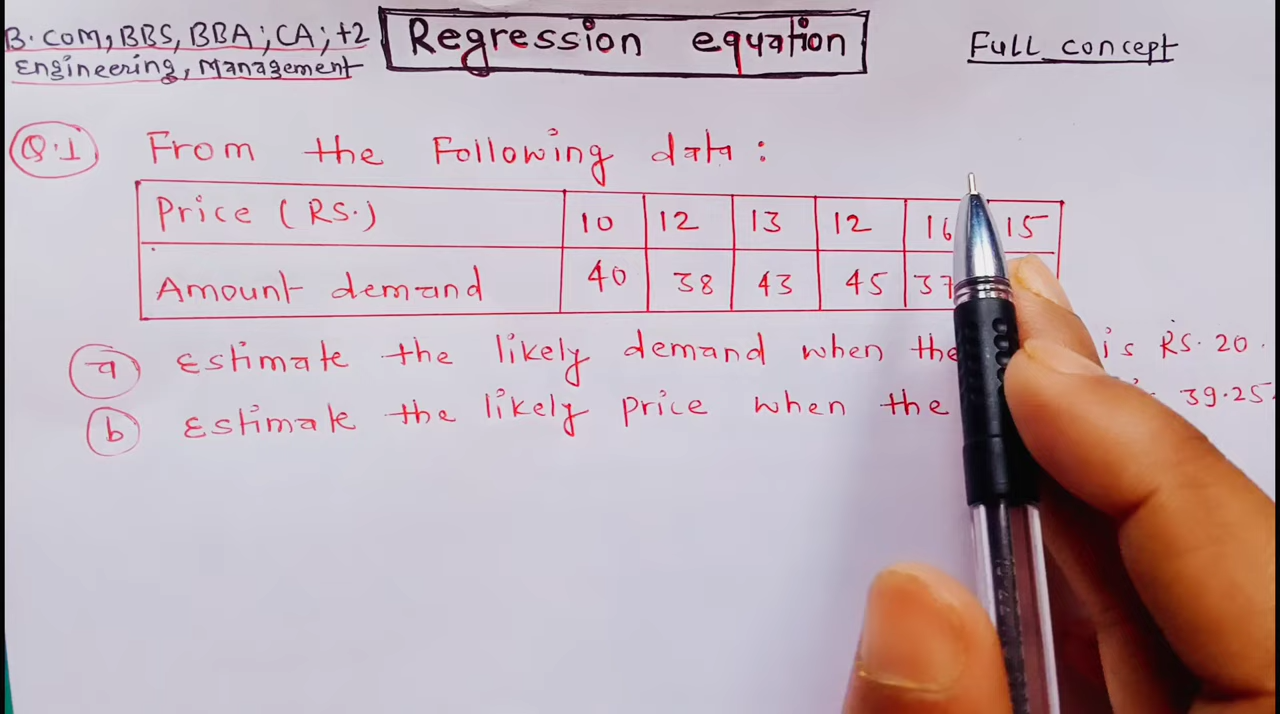 B.COM, BBS, BBA; CA; +2
Engineering, Management
Regression equation
Full concept
Q.1 From the Following data:
Price (RS.) 10 12 13 12 16 15
Amount demand 40 38 43 45 37
a Estimate the likely demand when the is RS. 20.
b Estimate the likely price when the 39.25.